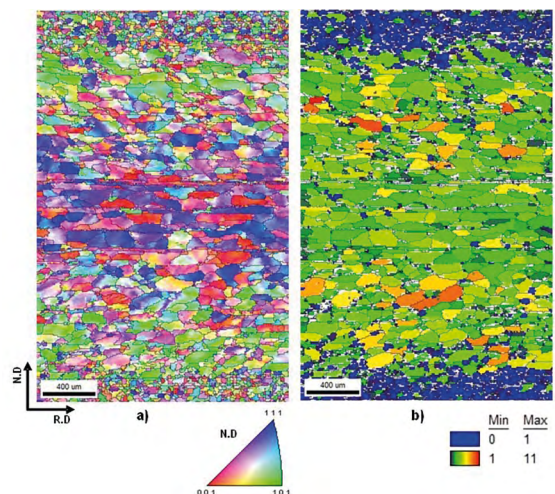 N.D
400 um
R.D
a)
400 um
b)
N.D
1 1 1
0 0 1
1 0 1
Min Max
0 1
1 11